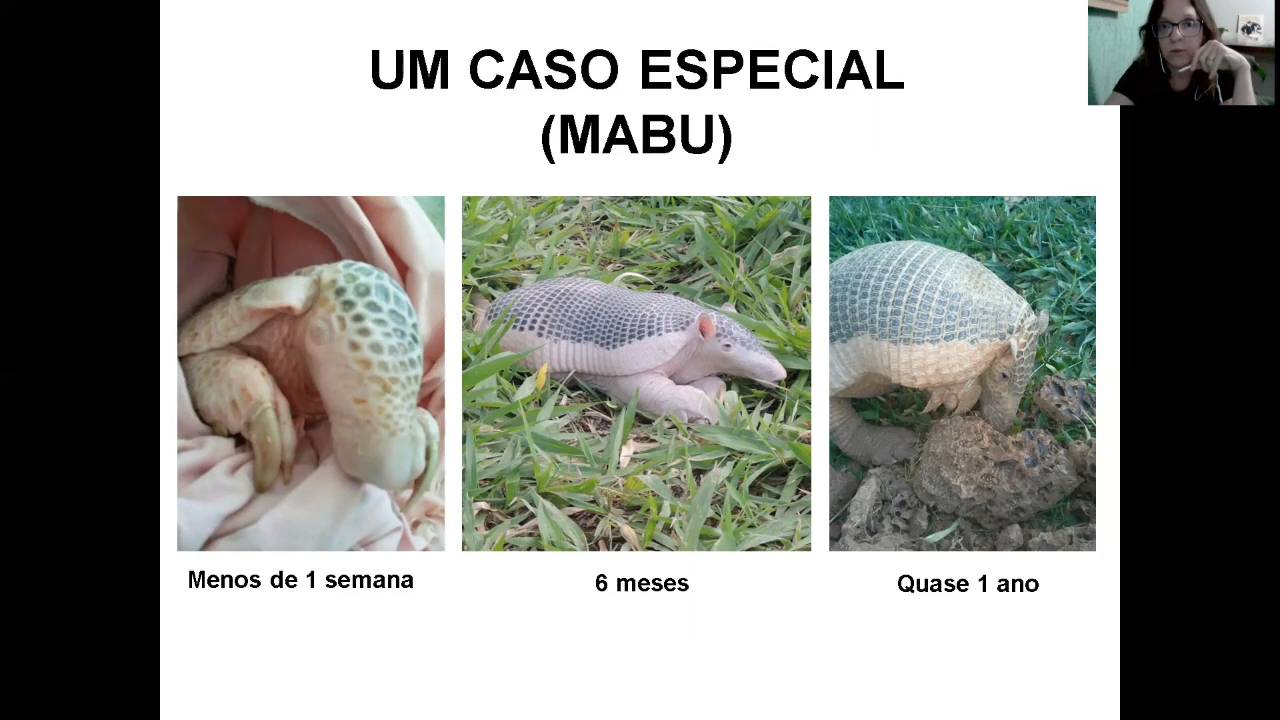 UM CASO ESPECIAL
(MABU)
Menos de 1 semana
6 meses
Quase 1 ano